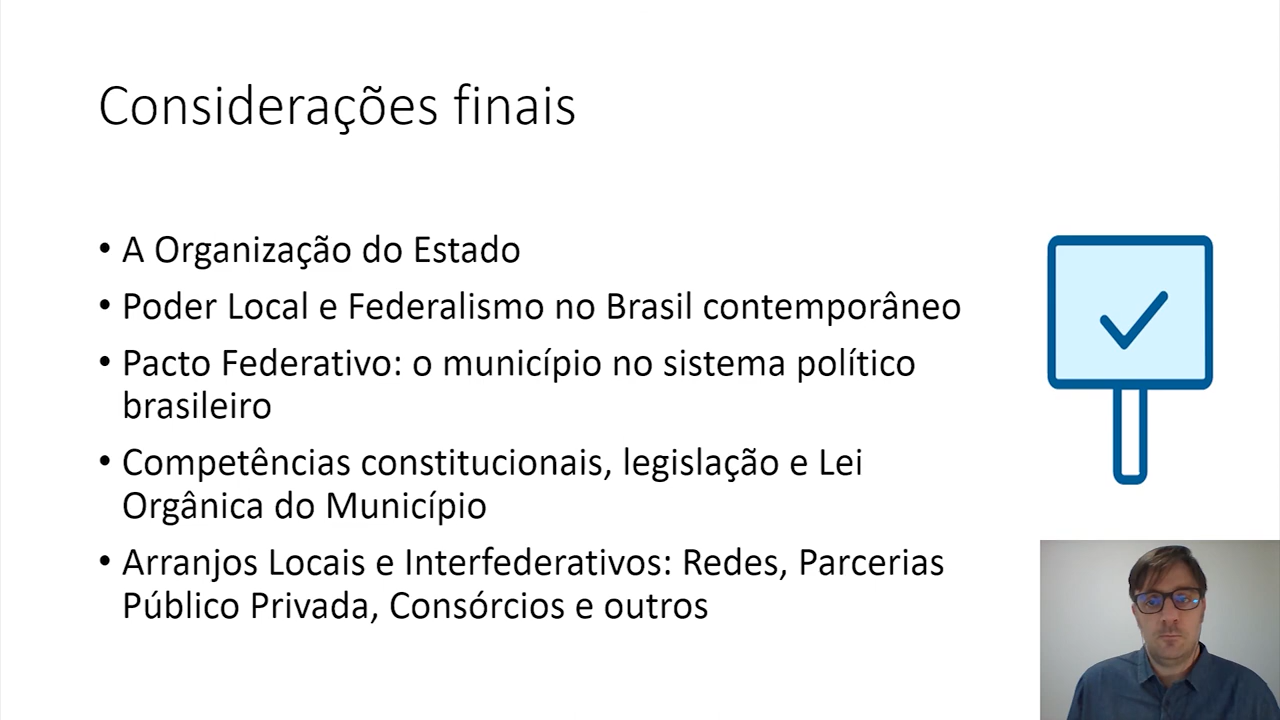 Considerações finais
• A Organização do Estado
• Poder Local e Federalismo no Brasil contemporâneo
• Pacto Federativo: o município no sistema político
brasileiro
• Competências constitucionais, legislação e Lei
Orgânica do Município
• Arranjos Locais e Interfederativos: Redes, Parcerias
Público Privada, Consórcios e outros